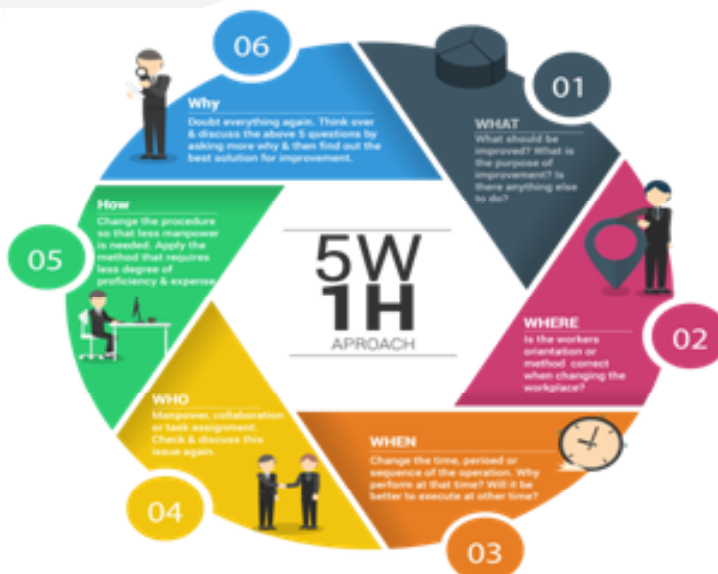 5W
1H
APROACH
01
WHAT
What should be
improved? What is
the purpose of
improvement? Is
there anything else
to do?
02
WHERE
Is the workers
orientation or
method correct
when changing the
workplace?
03
WHEN
Change the time, perioed or
sequence of the operation. Why
perform at that time? Will it be
better to execute at other time?
04
WHO
Manpower, collaboration
or task assignment.
Check & discuss this
issue again.
05
How
Change the procedure
so that less manpower
is needed. Apply the
method that requires
less degree of
proficiency & expense
06
Why
Doubt everything again. Think over
& discuss the above 5 questions by
asking more why & then find out the
best solution for improvement.